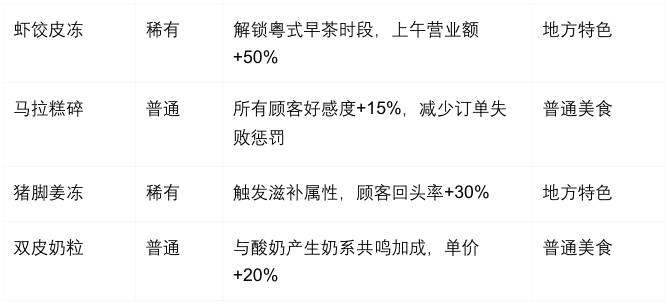 虾饺皮冻 稀有 解锁粤式早茶时段，上午营业额 地方特色
+50%
马拉糕碎 普通 所有顾客好感度+15%，减少订单失 普通美食
败惩罚
猪脚姜冻 稀有 触发滋补属性，顾客回头率+30% 地方特色
双皮奶粒 普通 与酸奶产生奶系共鸣加成，单价 普通美食
+20%